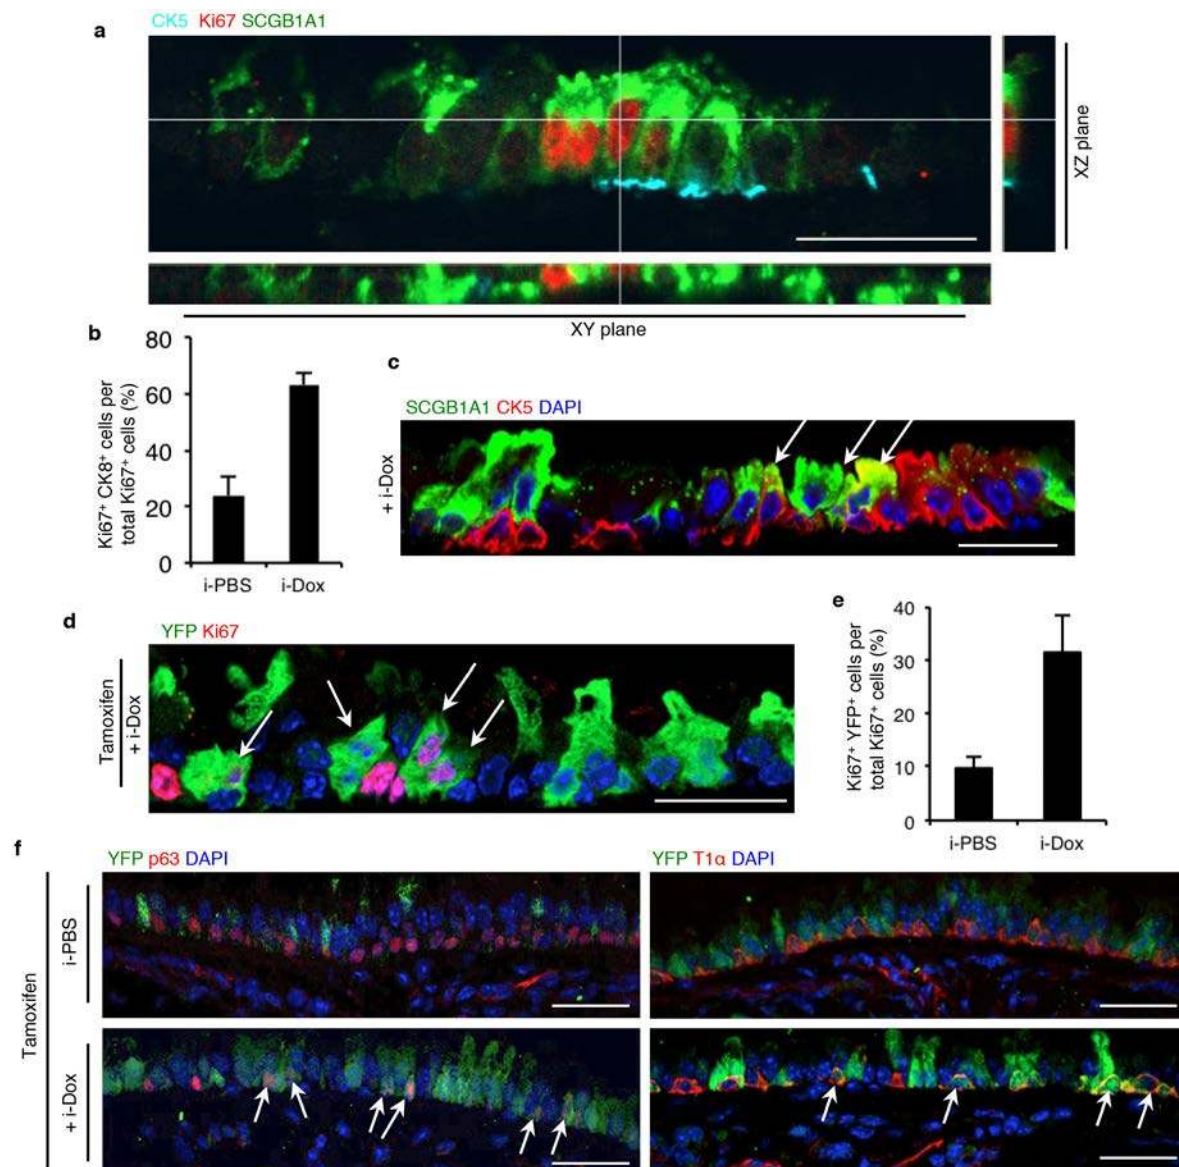 CK5 Ki67 SCGB1A1
a
XZ plane
XY plane
b
Ki67⁺ CK8⁺ cells per
total Ki67⁺ cells (%)
80
60
40
20
0
i-PBS i-Dox
c
SCGB1A1 CK5 DAPI
+ i-Dox
d
YFP Ki67
Tamoxifen
+ i-Dox
e
Ki67⁺ YFP⁺ cells per
total Ki67⁺ cells (%)
40
30
20
10
0
i-PBS i-Dox
f
YFP p63 DAPI
YFP T1α DAPI
Tamoxifen
i-PBS
+ i-Dox